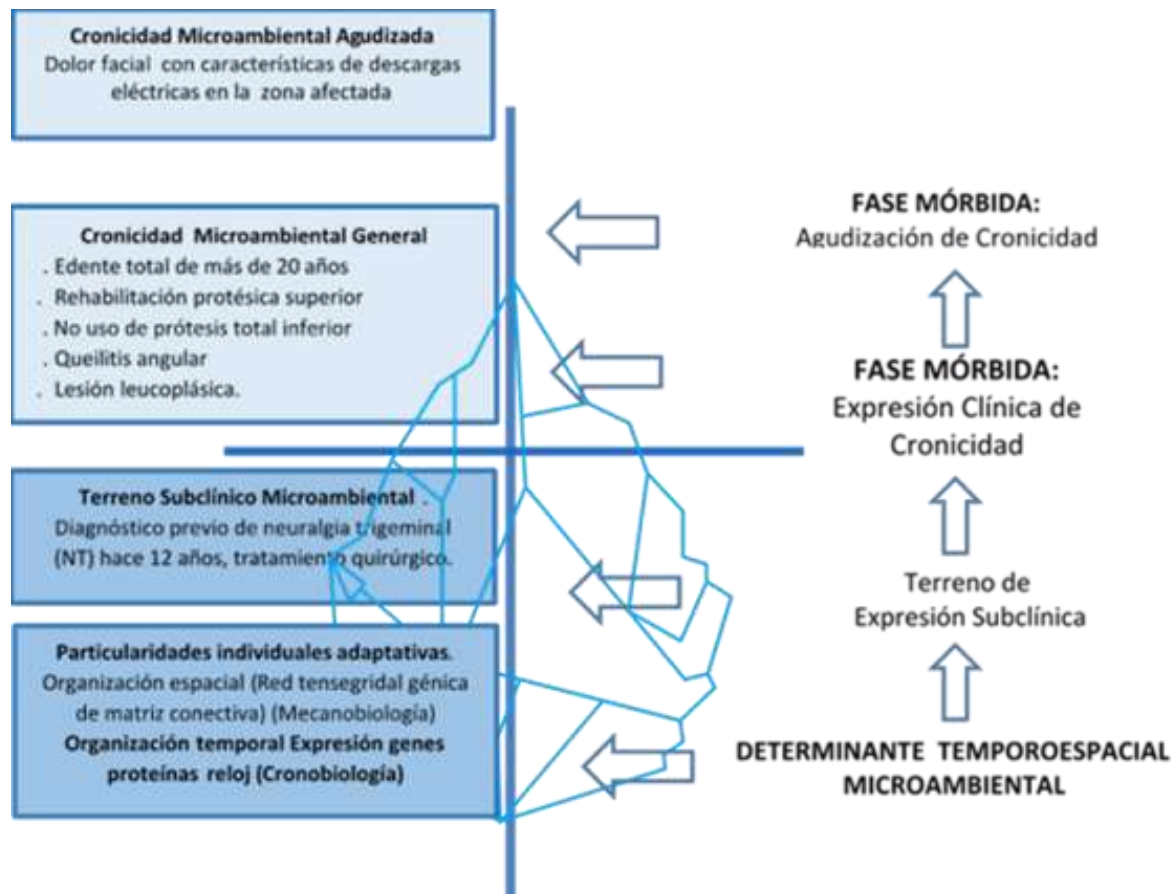 Cronicidad Microambiental Agudizada
Dolor facial con características de descargas
eléctricas en la zona afectada
Cronicidad Microambiental General
. Edente total de más de 20 años
. Rehabilitación protésica superior
. No uso de prótesis total inferior
. Queilitis angular
. Lesión leucoplásica.
Terreno Subclínico Microambiental .
Diagnóstico previo de neuralgia trigeminal
(NT) hace 12 años, tratamiento quirúrgico.
Particularidades individuales adaptativas.
Organización espacial (Red tensegridal génica
de matriz conectiva) (Mecanobiología)
Organización temporal Expresión genes
proteínas reloj (Cronobiología)
FASE MÓRBIDA:
Agudización de Cronicidad
FASE MÓRBIDA:
Expresión Clínica de
Cronicidad
Terreno de
Expresión Subclínica
DETERMINANTE TEMPOROESPACIAL
MICROAMBIENTAL